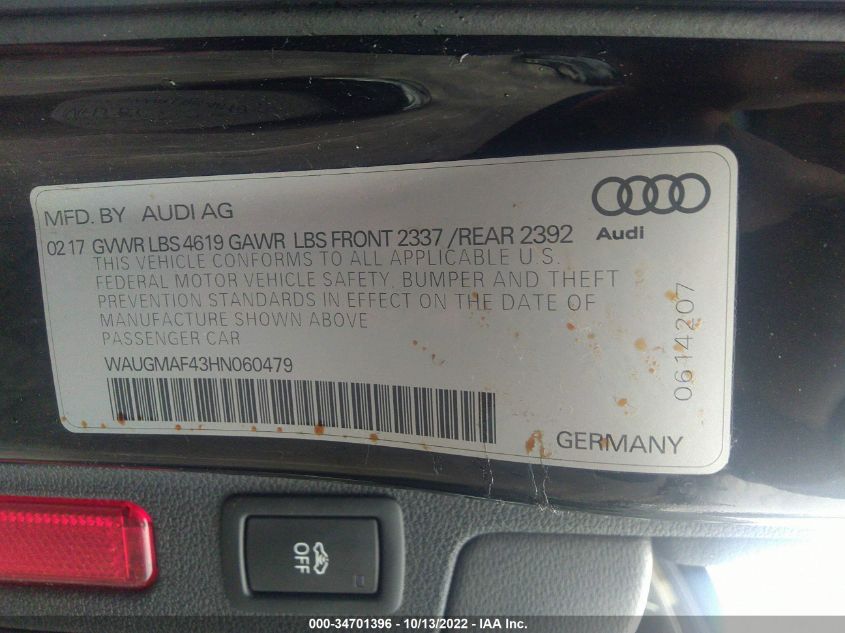 MFD. BY AUDI AG
Audi
02 17 GVWR LBS 4619 GAWR LBS FRONT 2337 /REAR 2392
THIS VEHICLE CONFORMS TO ALL APPLICABLE U.S.
FEDERAL MOTOR VEHICLE SAFETY, BUMPER AND THEFT
PREVENTION STANDARDS IN EFFECT ON THE DATE OF
MANUFACTURE SHOWN ABOVE
PASSENGER CAR
WAUGMAF43HN060479
0614207
GERMANY
OFF
000-34701396 - 10/13/2022 - IAA Inc.